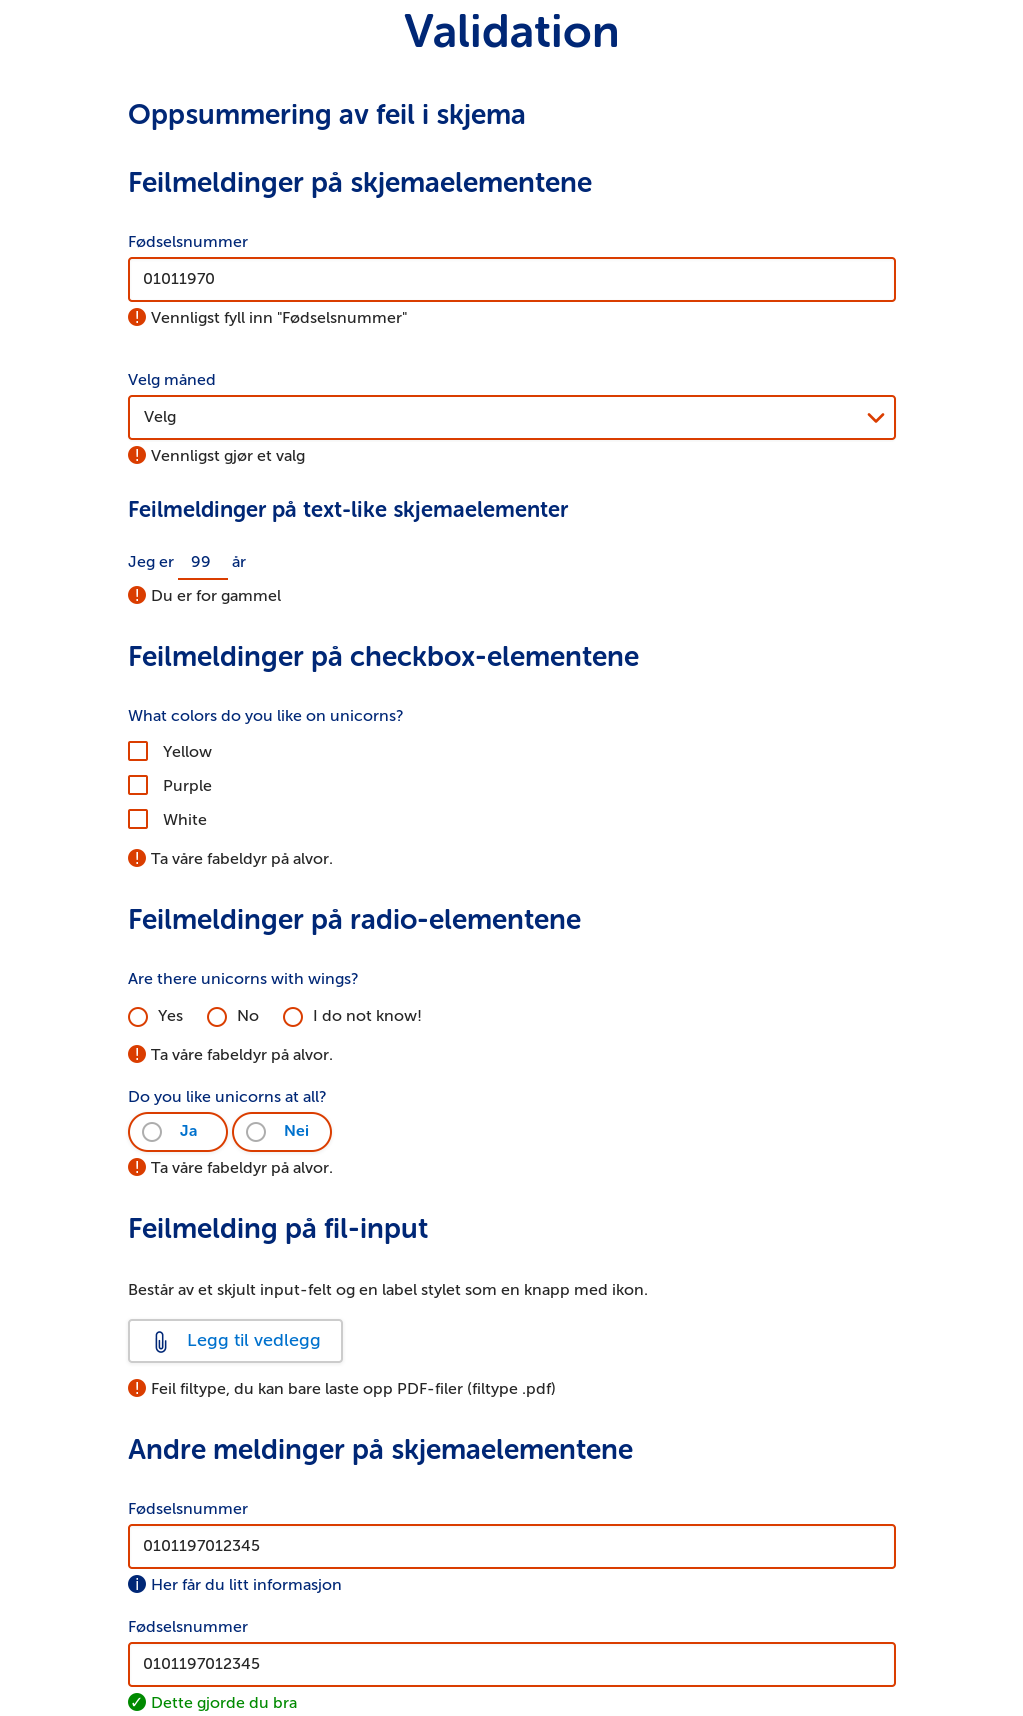 Validation
Oppsummering av feil i skjema
Feilmeldinger på skjemaelementene
Fødselsnummer
01011970
Vennligst fyll inn "Fødselsnummer"
Velg måned
Velg
Vennligst gjør et valg
Feilmeldinger på text-like skjemaelementer
Jeg er 99 år
Du er for gammel
Feilmeldinger på checkbox-elementene
What colors do you like on unicorns?
Yellow
Purple
White
Ta våre fabeldyr på alvor.
Feilmeldinger på radio-elementene
Are there unicorns with wings?
Yes No I do not know!
Ta våre fabeldyr på alvor.
Do you like unicorns at all?
Ja Nei
Ta våre fabeldyr på alvor.
Feilmelding på fil-input
Består av et skjult input-felt og en label stylet som en knapp med ikon.
Legg til vedlegg
Feil filtype, du kan bare laste opp PDF-filer (filtype .pdf)
Andre meldinger på skjemaelementene
Fødselsnummer
0101197012345
Her får du litt informasjon
Fødselsnummer
0101197012345
Dette gjorde du bra